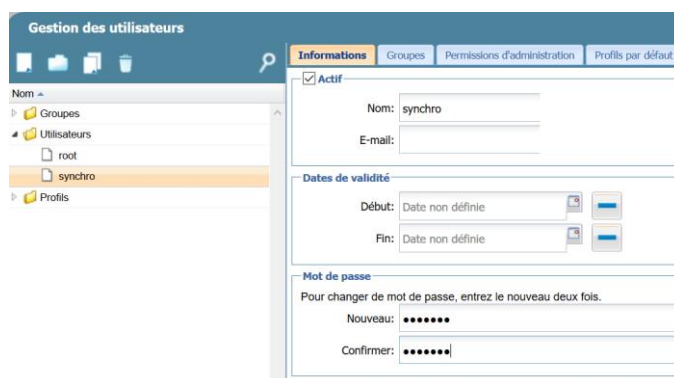 Gestion des utilisateurs
Nom
Groupes
Utilisateurs
root
synchro
Profils
Informations Groupes Permissions d'administration Profils par défaut
Actif
Nom: synchro
E-mail:
Dates de validité
Début: Date non définie
Fin: Date non définie
Mot de passe
Pour changer de mot de passe, entrez le nouveau deux fois.
Nouveau: •••••••
Confirmer: •••••••